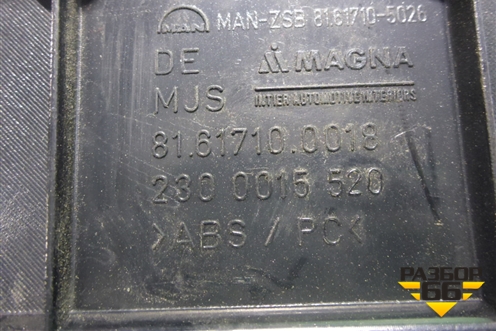 MAN MAN-ZSB 81.61710-5026
DE MAGNA
MJS INTIER AUTOMOTIVE INTERIORS
81.61710.0018
230 0015 520
>ABS / PC<
РАЗБОР
66